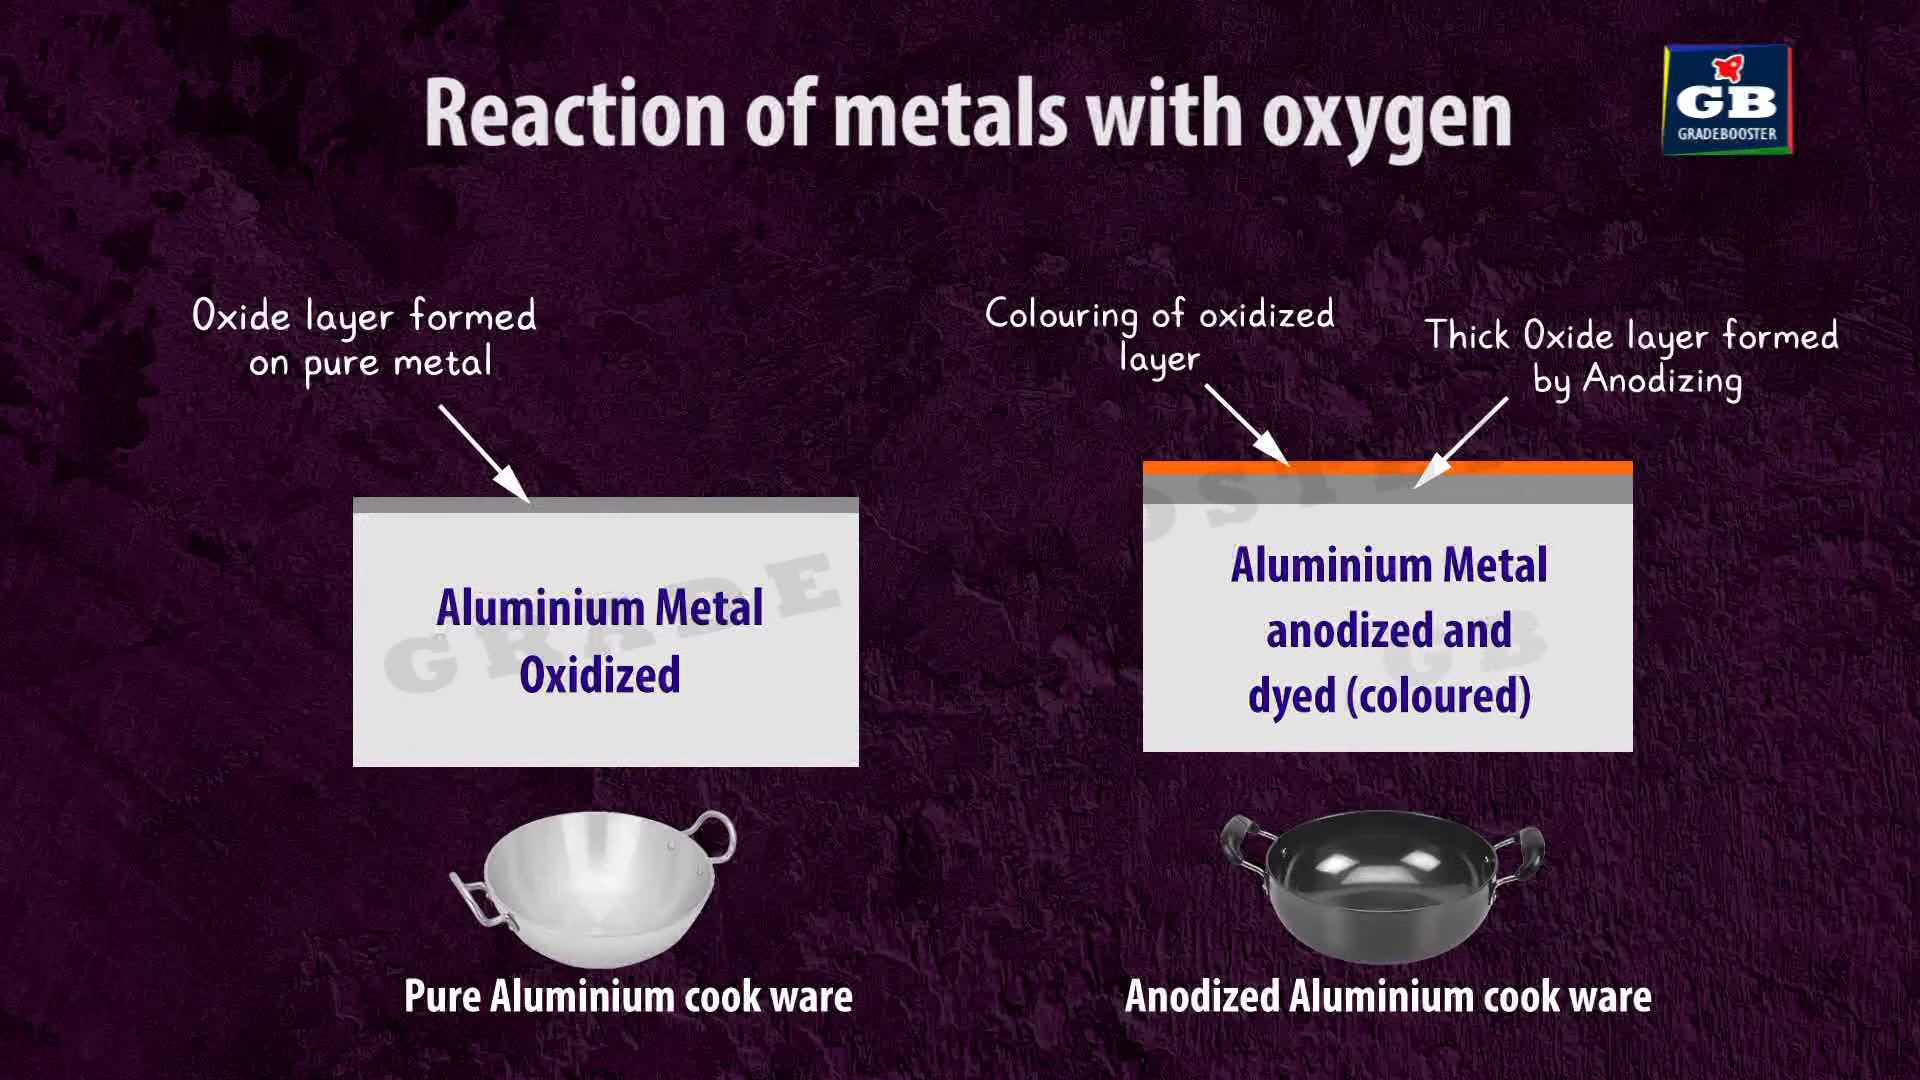 Reaction of metals with oxygen
GB
GRADEBOOSTER
Oxide layer formed
on pure metal
Colouring of oxidized
layer
Thick Oxide layer formed
by Anodizing
Aluminium Metal
Oxidized
GRADE
Aluminium Metal
anodized and
dyed (coloured)
GB
Pure Aluminium cook ware
Anodized Aluminium cook ware